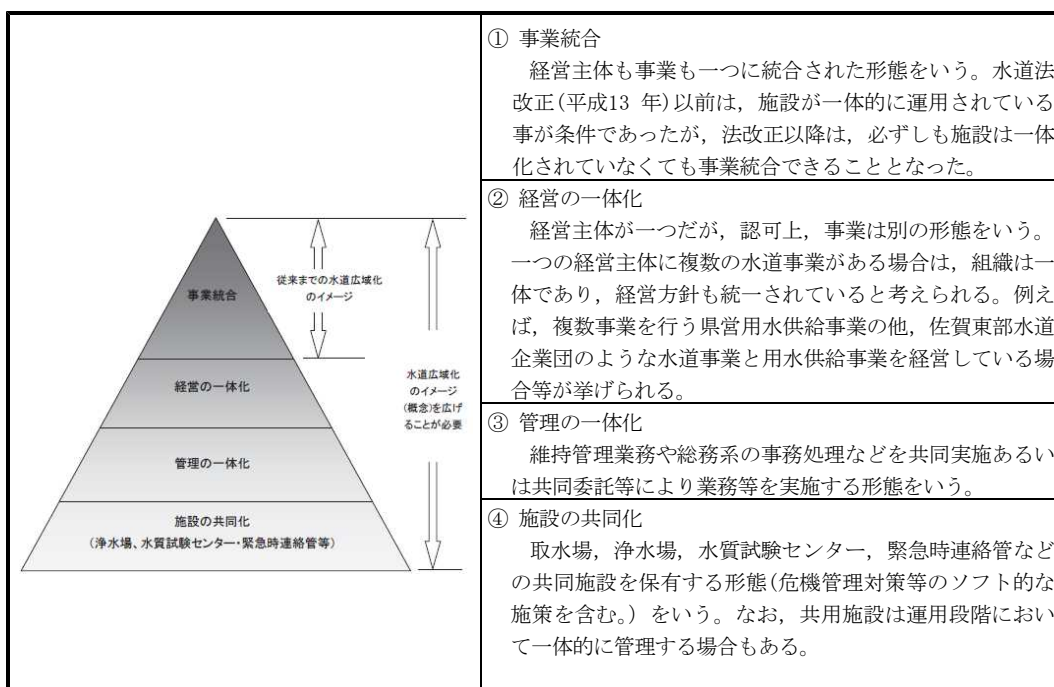 事業統合
経営の一体化
管理の一体化
施設の共同化
(浄水場、水質試験センター・緊急時連絡管等)
従来までの水道広域化
のイメージ
水道広域化
のイメージ
(概念)を広げ
ることが必要
① 事業統合
経営主体も事業も一つに統合された形態をいう。水道法
改正(平成13 年)以前は，施設が一体的に運用されている
事が条件であったが，法改正以降は，必ずしも施設は一体
化されていなくても事業統合できることとなった。
② 経営の一体化
経営主体が一つだが，認可上，事業は別の形態をいう。
一つの経営主体に複数の水道事業がある場合は，組織は一
体であり，経営方針も統一されていると考えられる。例え
ば，複数事業を行う県営用水供給事業の他，佐賀東部水道
企業団のような水道事業と用水供給事業を経営している場
合等が挙げられる。
③ 管理の一体化
維持管理業務や総務系の事務処理などを共同実施あるい
は共同委託等により業務等を実施する形態をいう。
④ 施設の共同化
取水場，浄水場，水質試験センター，緊急時連絡管など
の共同施設を保有する形態(危機管理対策等のソフト的な
施策を含む。) をいう。なお，共用施設は運用段階におい
て一体的に管理する場合もある。